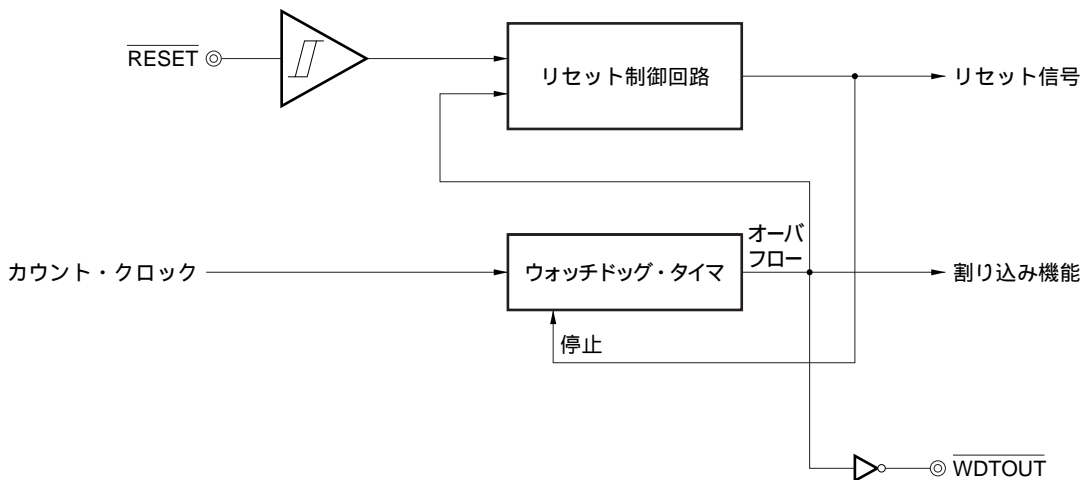 RESET
リセット制御回路
リセット信号
カウント・クロック
ウォッチドッグ・タイマ
オーバ
フロー
割り込み機能
停止
WDTOUT